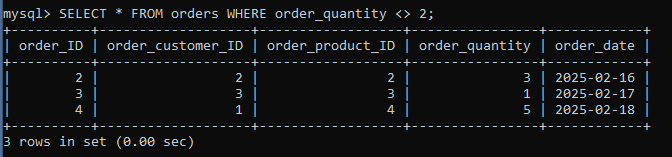 mysql> SELECT * FROM orders WHERE order_quantity <> 2;
+----------+-------------------+------------------+----------------+------------+
| order_ID | order_customer_ID | order_product_ID | order_quantity | order_date |
+----------+-------------------+------------------+----------------+------------+
|        2 |                 2 |                2 |              3 | 2025-02-16 |
|        3 |                 3 |                3 |              1 | 2025-02-17 |
|        4 |                 1 |                4 |              5 | 2025-02-18 |
+----------+-------------------+------------------+----------------+------------+
3 rows in set (0.00 sec)